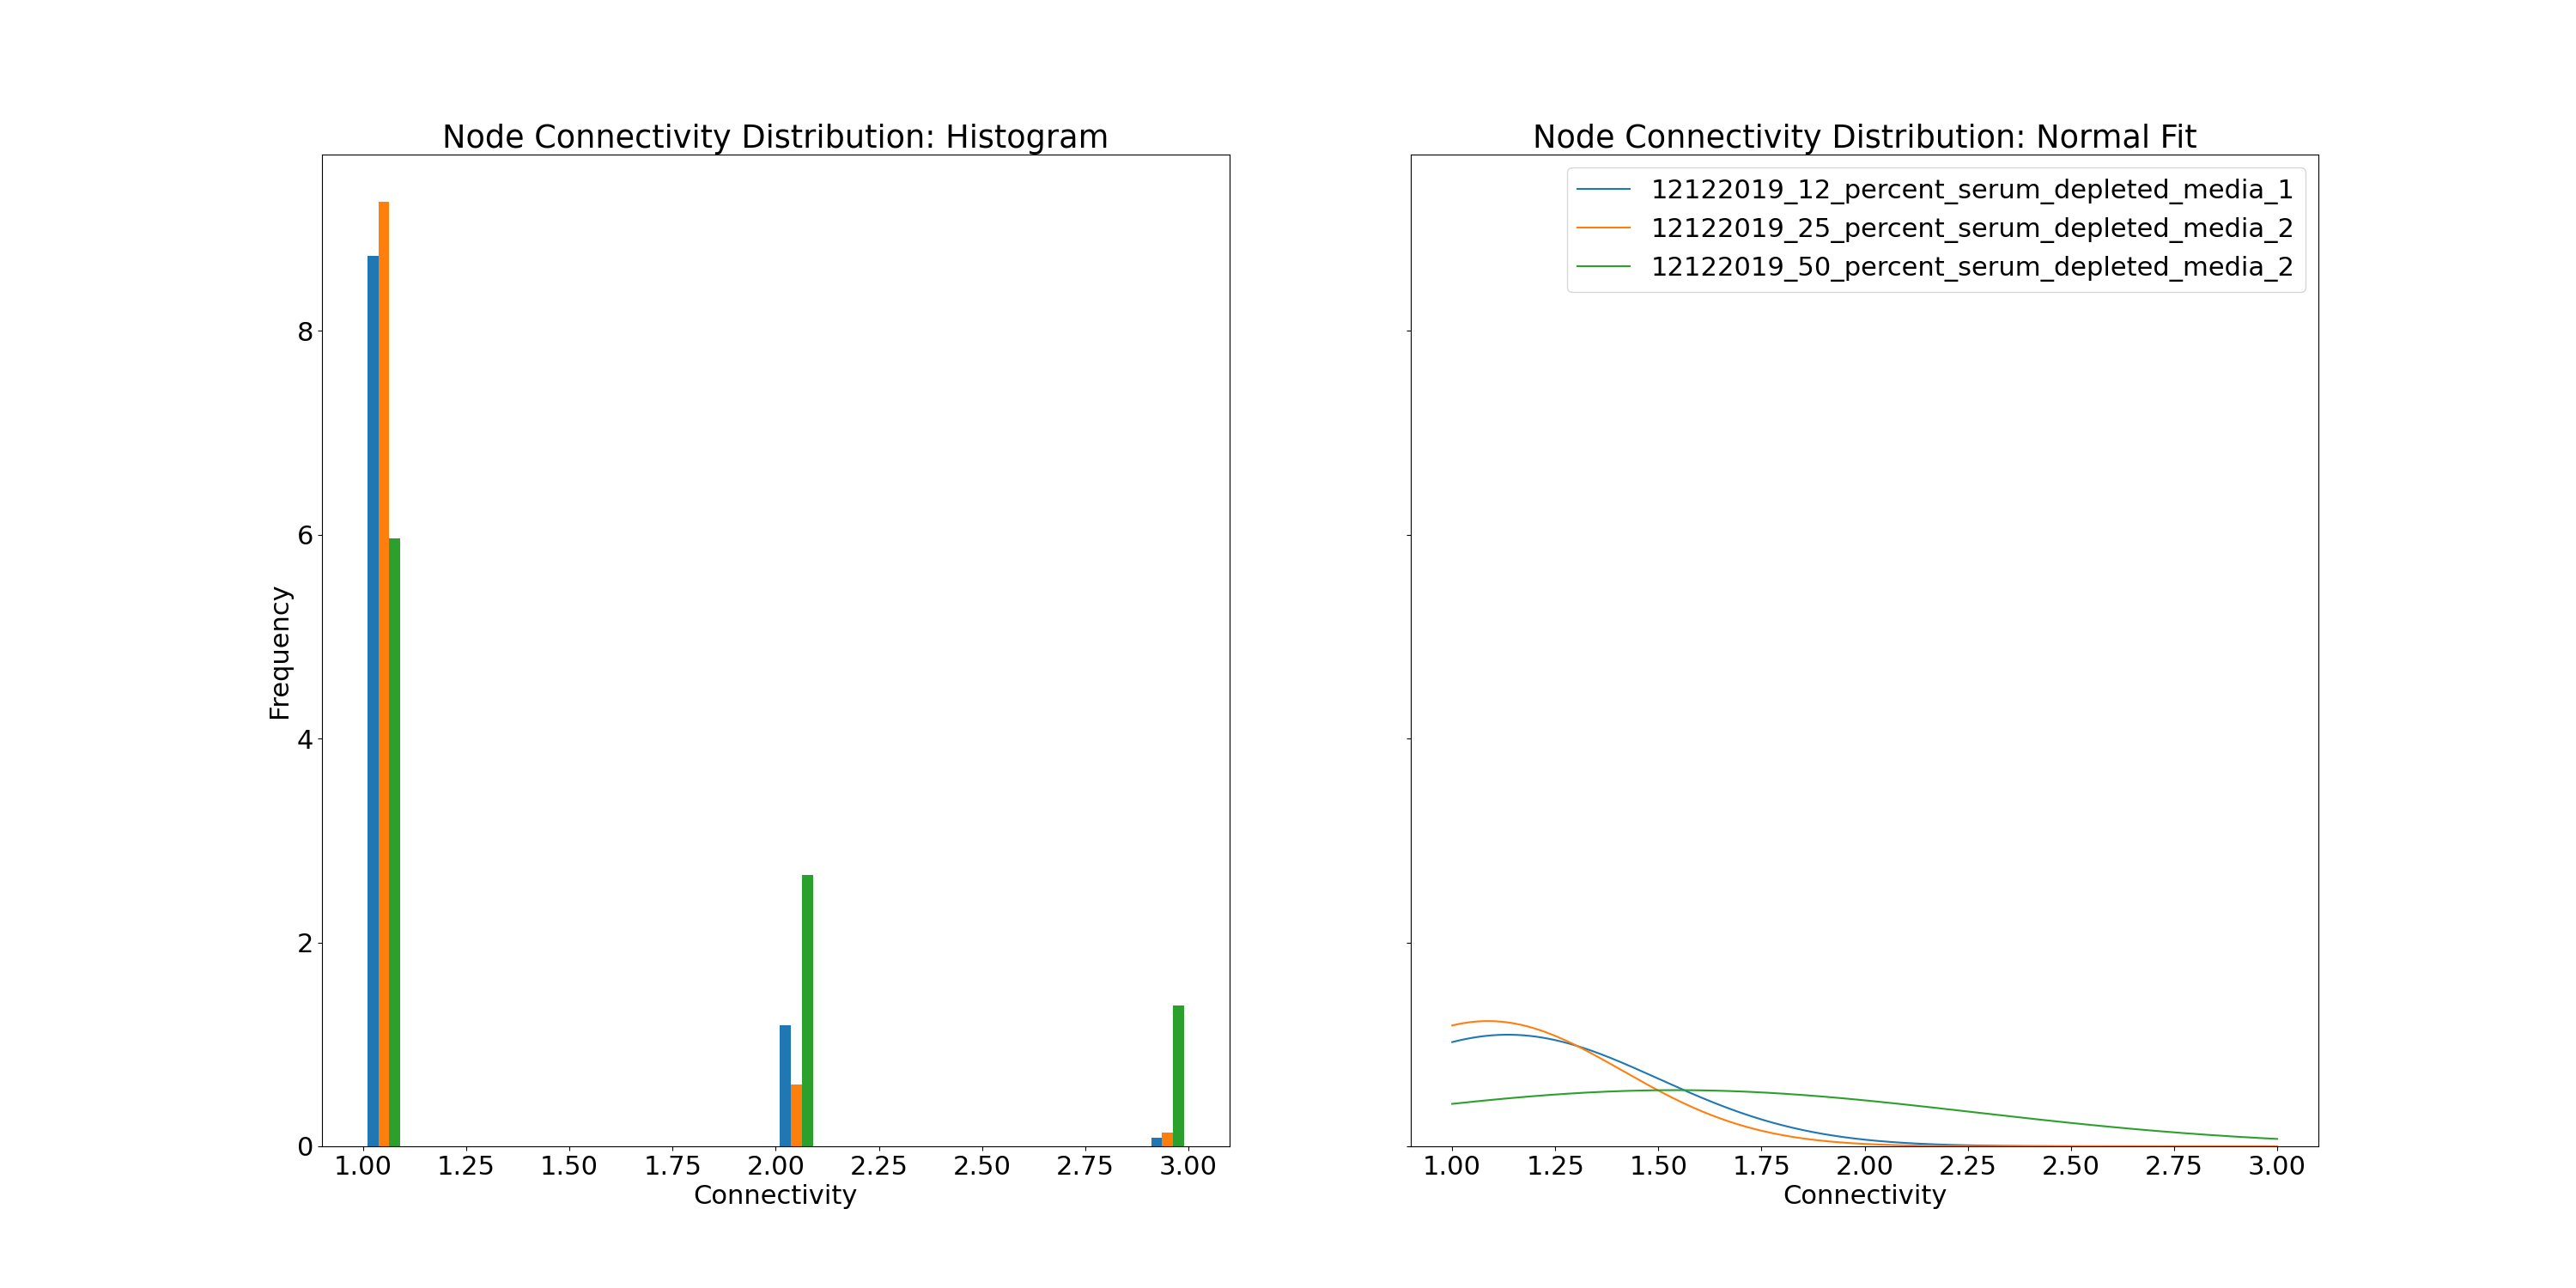 Node Connectivity Distribution: Histogram
Frequency
8
6
4
2
0
1.00 1.25 1.50 1.75 2.00 2.25 2.50 2.75 3.00
Connectivity
Node Connectivity Distribution: Normal Fit
12122019_12_percent_serum_depleted_media_1
12122019_25_percent_serum_depleted_media_2
12122019_50_percent_serum_depleted_media_2
1.00 1.25 1.50 1.75 2.00 2.25 2.50 2.75 3.00
Connectivity